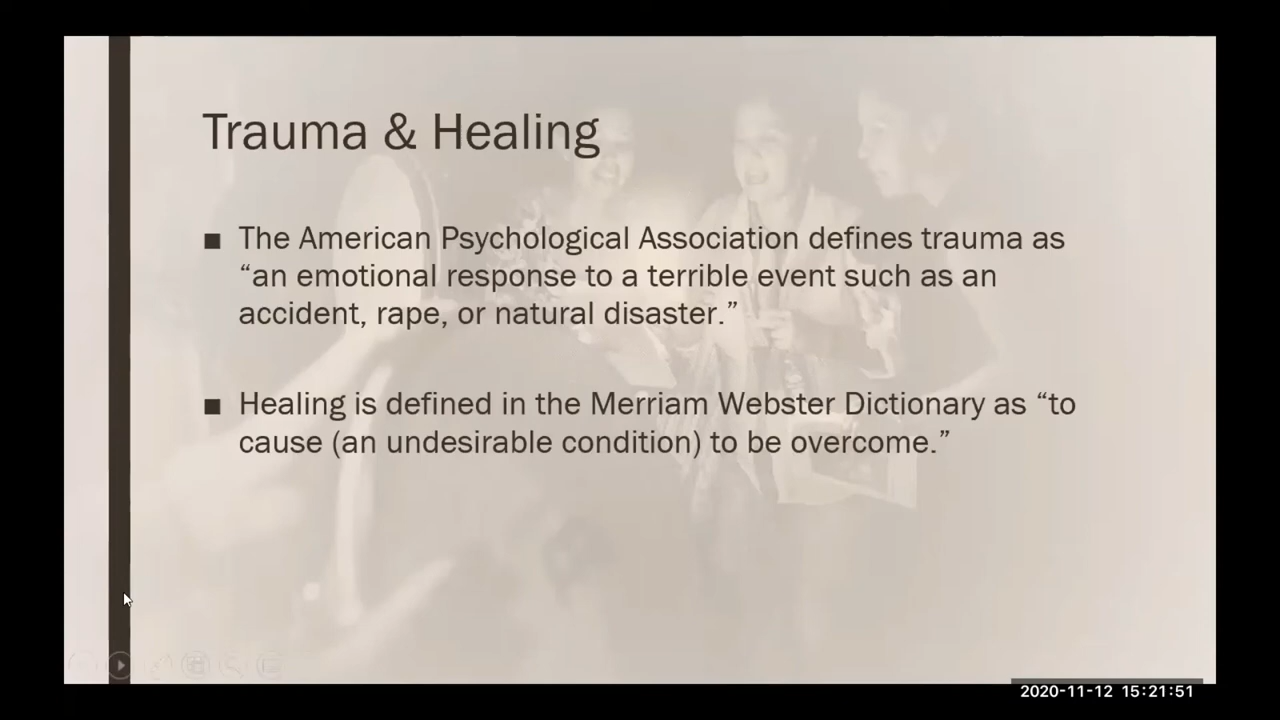 Trauma & Healing
■ The American Psychological Association defines trauma as
“an emotional response to a terrible event such as an
accident, rape, or natural disaster.”
■ Healing is defined in the Merriam Webster Dictionary as “to
cause (an undesirable condition) to be overcome.”
2020-11-12 15:21:51